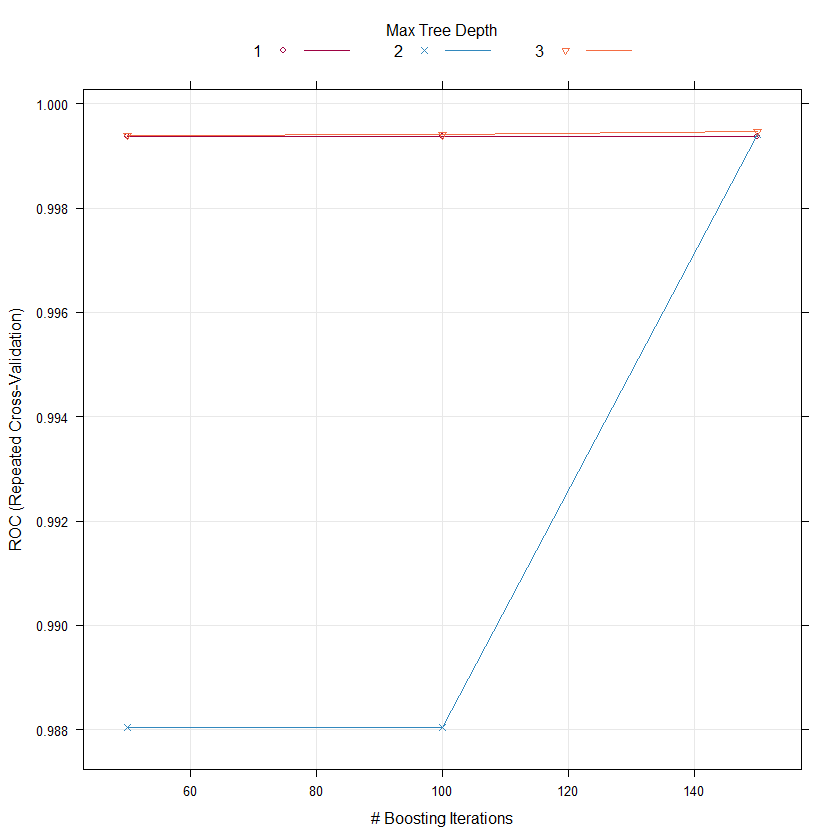 Max Tree Depth
1 2 3
1.000
0.998
0.996
0.994
0.992
0.990
0.988
ROC (Repeated Cross-Validation)
60 80 100 120 140
# Boosting Iterations